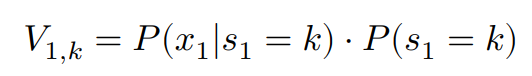 V_{1,k} = P(x_1|s_1 = k) · P(s_1 = k)